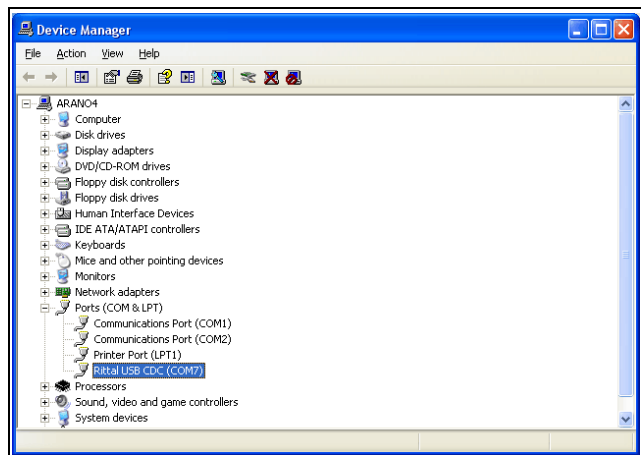 Device Manager
File Action View Help
ARANO4
Computer
Disk drives
Display adapters
DVD/CD-ROM drives
Floppy disk controllers
Floppy disk drives
Human Interface Devices
IDE ATA/ATAPI controllers
Keyboards
Mice and other pointing devices
Monitors
Network adapters
Ports (COM & LPT)
Communications Port (COM1)
Communications Port (COM2)
Printer Port (LPT1)
Rittal USB CDC (COM7)
Processors
Sound, video and game controllers
System devices